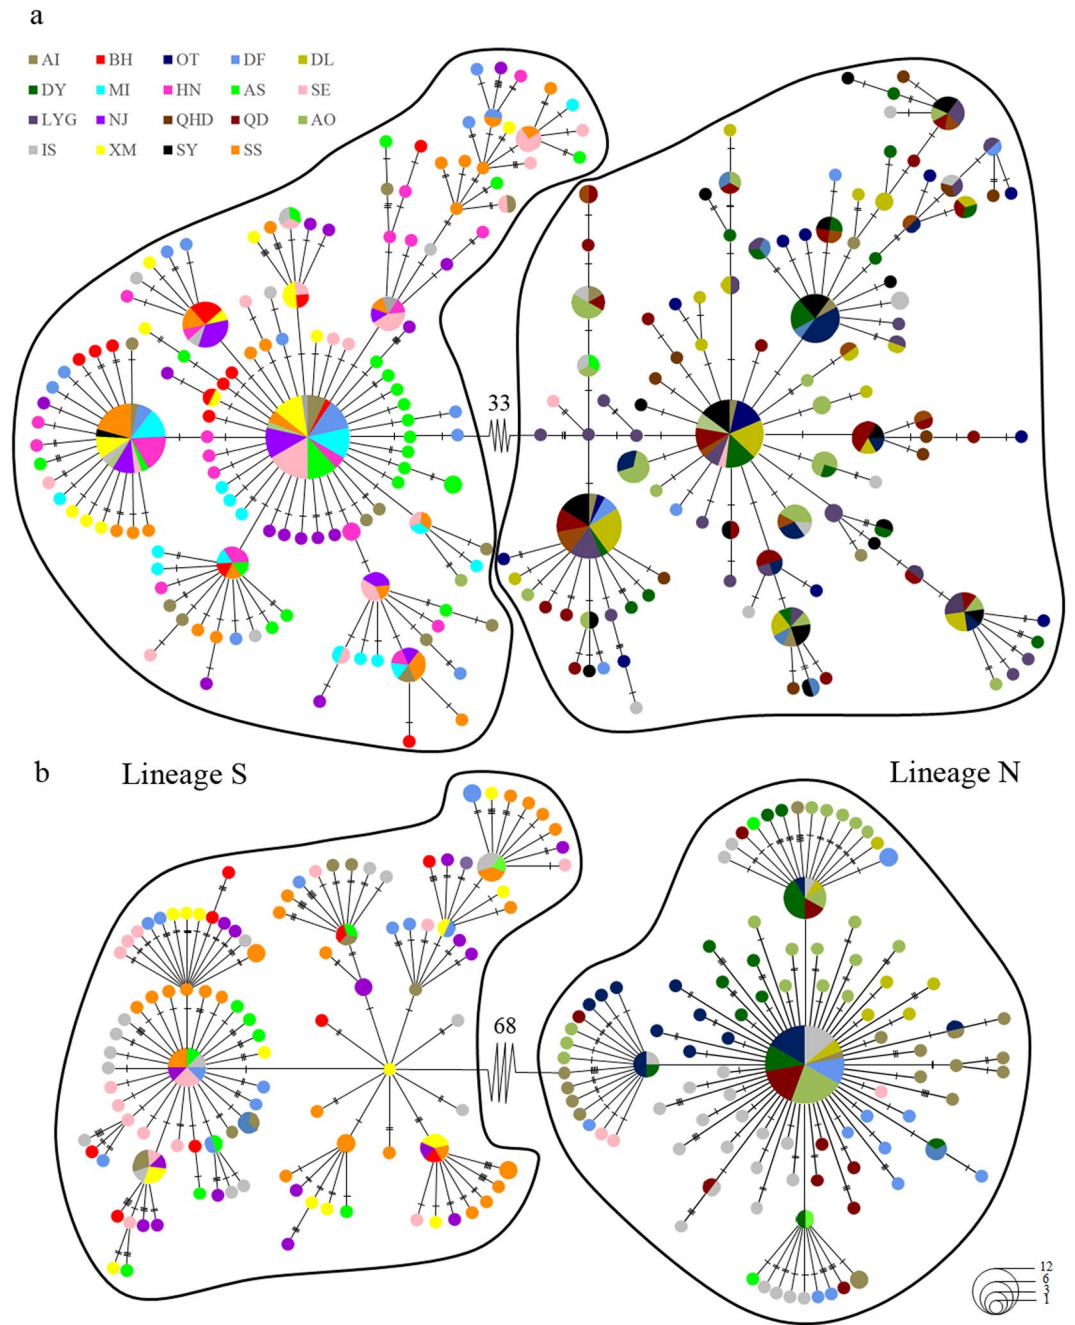 a
AI BH OT DF DL
DY MI HN AS SE
LYG NJ QHD QD AO
IS XM SY SS
33
b Lineage S Lineage N
68
12
6
3
1